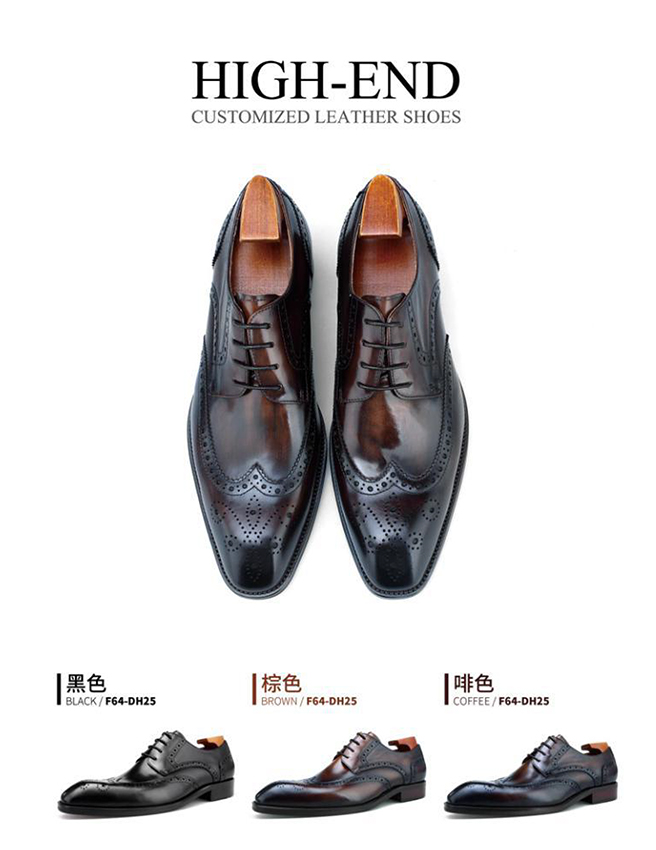 HIGH-END
CUSTOMIZED LEATHER SHOES
黑色
BLACK / F64-DH25
棕色
BROWN / F64-DH25
啡色
COFFEE / F64-DH25